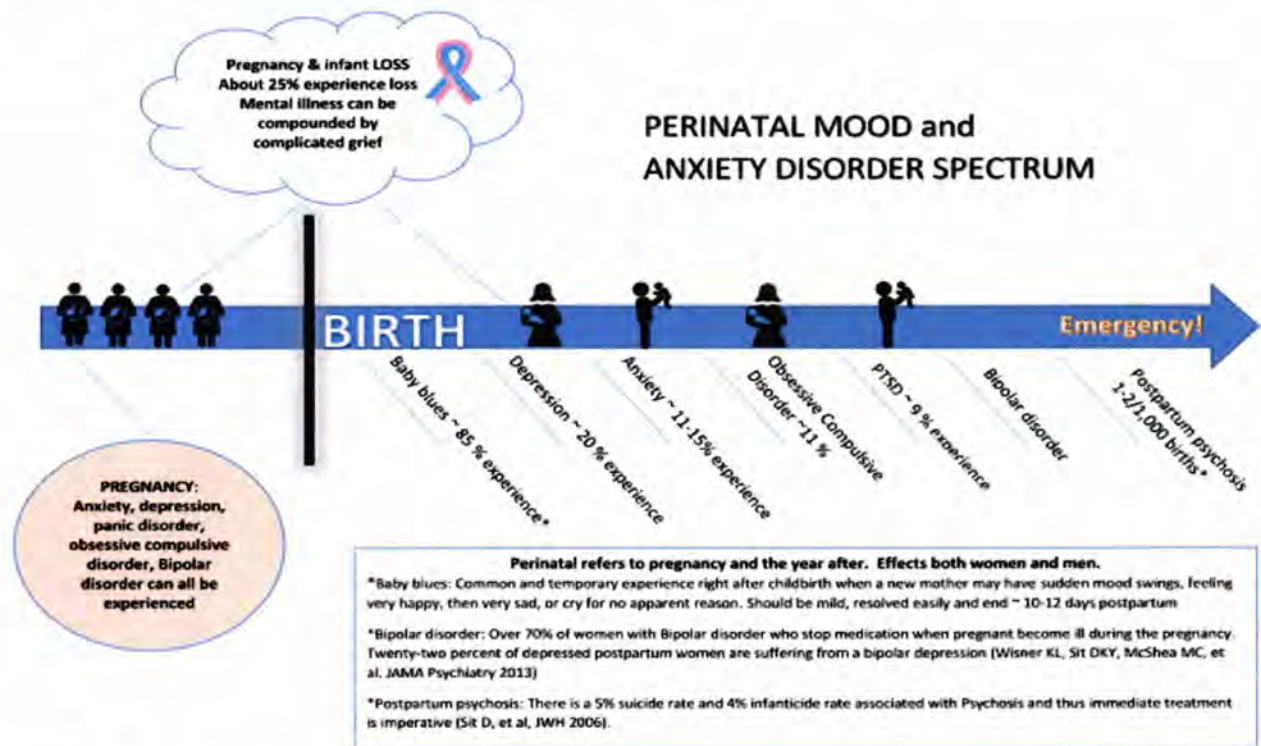 Pregnancy & infant LOSS
About 25% experience loss
Mental illness can be
compounded by
complicated grief
PERINATAL MOOD and
ANXIETY DISORDER SPECTRUM
BIRTH
Emergency!
Baby blues ~ 85 % experience*
Depression ~ 20 % experience
Anxiety ~ 11-15% experience
Obsessive Compulsive
Disorder ~11 %
PTSD ~ 9 % experience
Bipolar disorder
Postpartum psychosis
1-2/1,000 births*
PREGNANCY:
Anxiety, depression,
panic disorder,
obsessive compulsive
disorder, Bipolar
disorder can all be
experienced
Perinatal refers to pregnancy and the year after. Effects both women and men.
*Baby blues: Common and temporary experience right after childbirth when a new mother may have sudden mood swings, feeling
very happy, then very sad, or cry for no apparent reason. Should be mild, resolved easily and end ~ 10-12 days postpartum
*Bipolar disorder: Over 70% of women with Bipolar disorder who stop medication when pregnant become ill during the pregnancy.
Twenty-two percent of depressed postpartum women are suffering from a bipolar depression (Wisner KL, Sit DKY, McShea MC, et
al. JAMA Psychiatry 2013)
*Postpartum psychosis: There is a 5% suicide rate and 4% infanticide rate associated with Psychosis and thus immediate treatment
is imperative (Sit D, et al, JWH 2006).